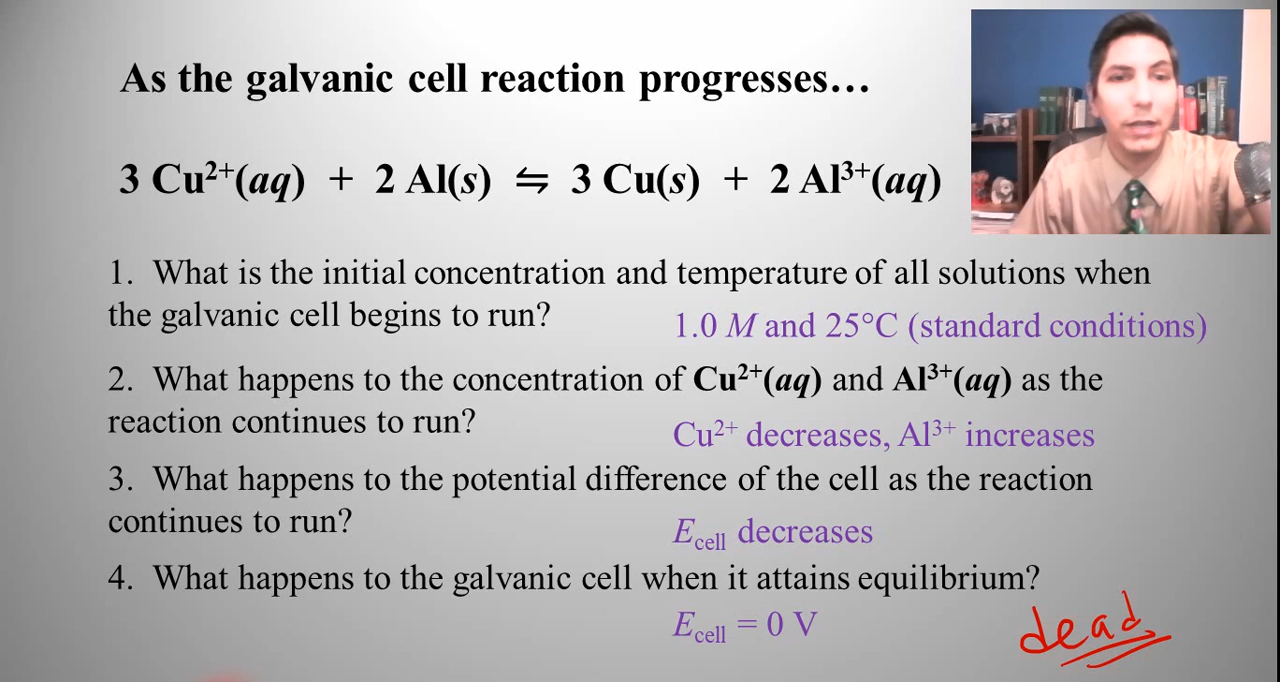 As the galvanic cell reaction progresses…
3 Cu²⁺(aq) + 2 Al(s) ⇋ 3 Cu(s) + 2 Al³⁺(aq)
1. What is the initial concentration and temperature of all solutions when
the galvanic cell begins to run?
1.0 M and 25°C (standard conditions)
2. What happens to the concentration of Cu²⁺(aq) and Al³⁺(aq) as the
reaction continues to run?
Cu²⁺ decreases, Al³⁺ increases
3. What happens to the potential difference of the cell as the reaction
continues to run?
E_cell decreases
4. What happens to the galvanic cell when it attains equilibrium?
E_cell = 0 V
dead